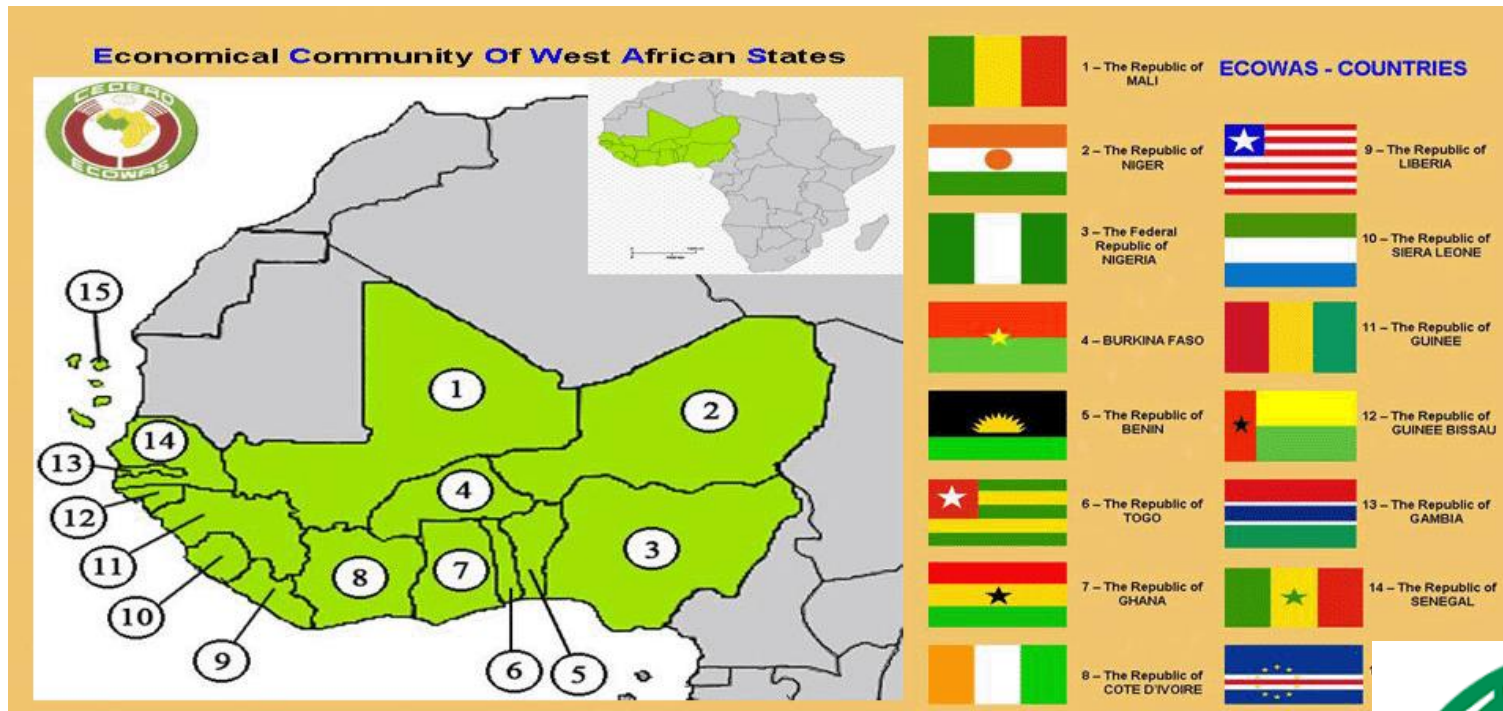 Economical Community Of West African States
CEDEAO
ECOWAS
15
1
2
14
13
4
12
3
11
8
7
10
9
6
5
1 – The Republic of
MALI
2 – The Republic of
NIGER
3 – The Federal
Republic of
NIGERIA
4 – BURKINA FASO
5 – The Republic of
BENIN
6 – The Republic of
TOGO
7 – The Republic of
GHANA
8 – The Republic of
COTE D'IVOIRE
ECOWAS - COUNTRIES
9 – The Republic of
LIBERIA
10 – The Republic of
SIERA LEONE
11 – The Republic of
GUINEE
12 – The Republic of
GUINEE BISSAU
13 – The Republic of
GAMBIA
14 – The Republic of
SENEGAL